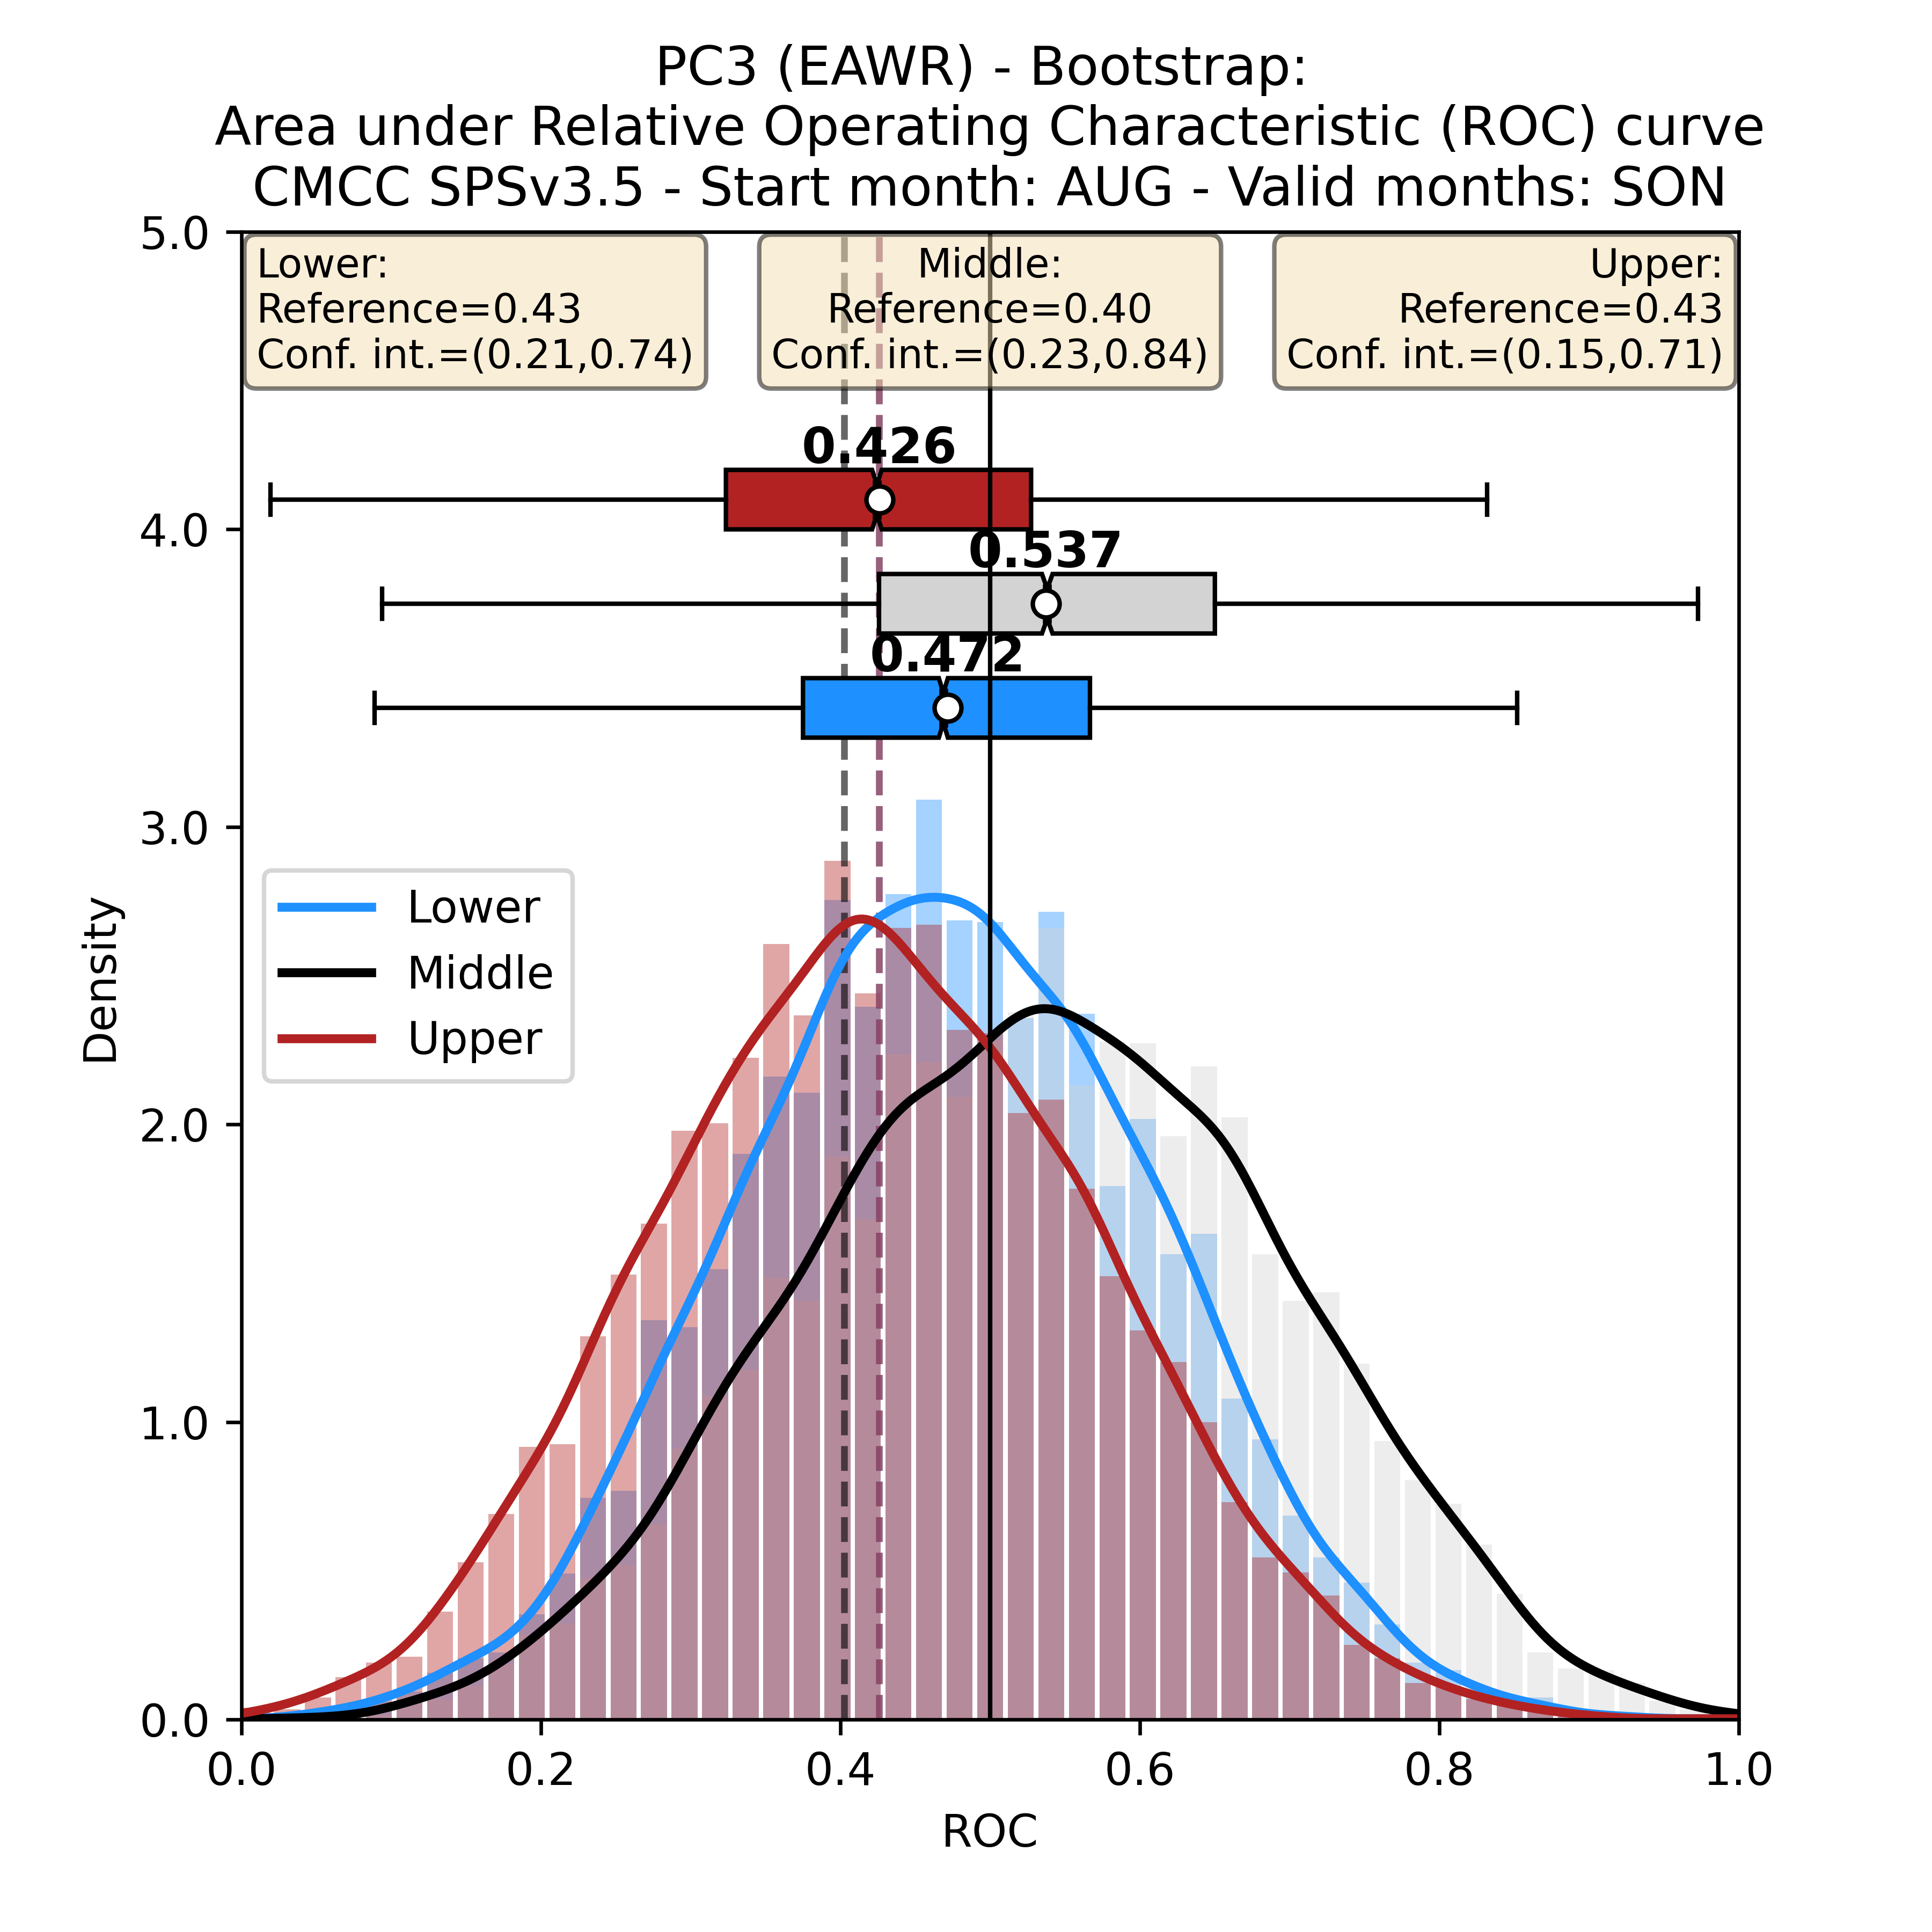 PC3 (EAWR) - Bootstrap:
Area under Relative Operating Characteristic (ROC) curve
CMCC SPSv3.5 - Start month: AUG - Valid months: SON
Lower:
Reference=0.43
Conf. int.=(0.21,0.74)
Middle:
Reference=0.40
Conf. int.=(0.23,0.84)
Upper:
Reference=0.43
Conf. int.=(0.15,0.71)
0.426
0.537
0.472
Lower
Middle
Upper
Density
5.0
4.0
3.0
2.0
1.0
0.0
0.0 0.2 0.4 0.6 0.8 1.0
ROC